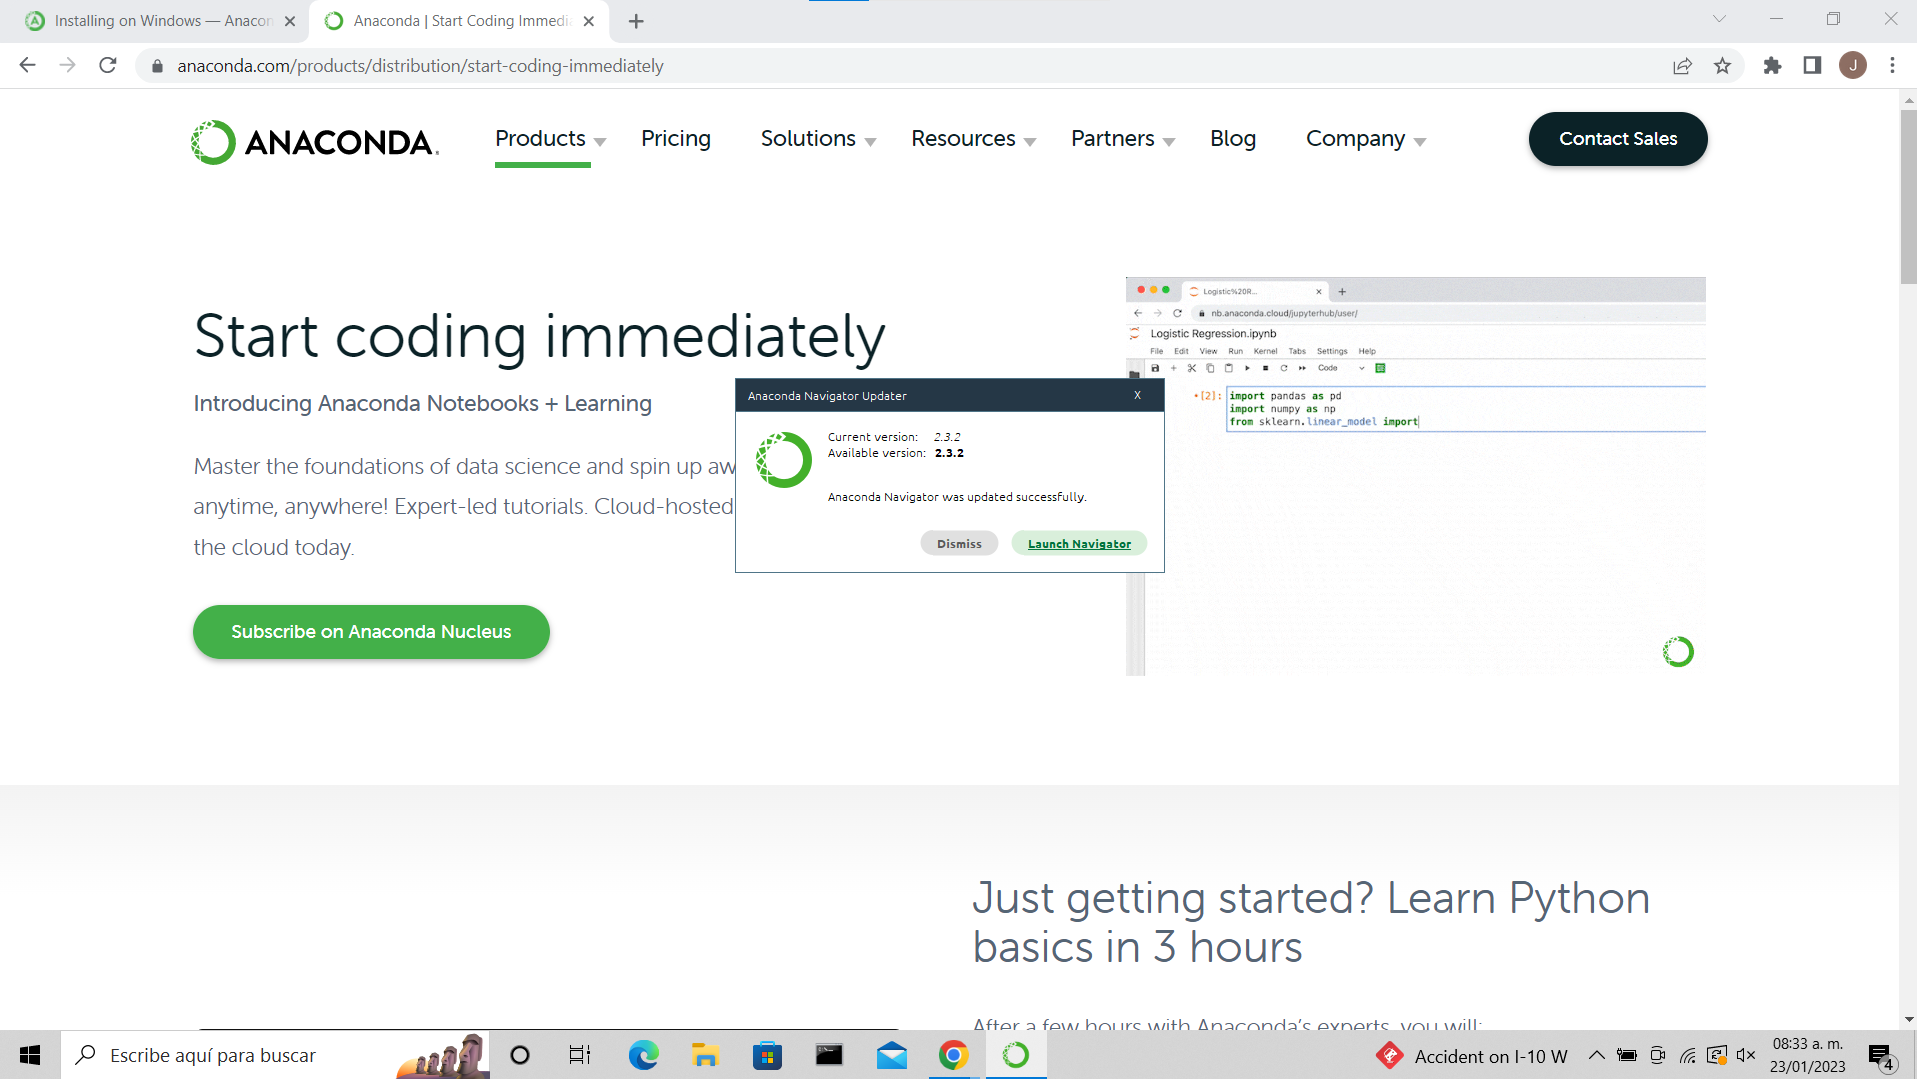 Installing on Windows — Anacon
Anaconda | Start Coding Immedi
anaconda.com/products/distribution/start-coding-immediately
J
ANACONDA.
Products
Pricing
Solutions
Resources
Partners
Blog
Company
Contact Sales
Start coding immediately
Introducing Anaconda Notebooks + Learning
Master the foundations of data science and spin up aw
anytime, anywhere! Expert-led tutorials. Cloud-hosted
the cloud today.
Subscribe on Anaconda Nucleus
Logistic%20R...
nb.anaconda.cloud/jupyterhub/user/
Logistic Regression.ipynb
File Edit View Run Kernel Tabs Settings Help
Code
[2]:
import pandas as pd
import numpy as np
from sklearn.linear_model import
Anaconda Navigator Updater
X
Current version: 2.3.2
Available version: 2.3.2
Anaconda Navigator was updated successfully.
Dismiss
Launch Navigator
Just getting started? Learn Python
basics in 3 hours
After a few hours with Anaconda's experts, you will:
Escribe aquí para buscar
Accident on I-10 W
08:33 a. m.
23/01/2023
4